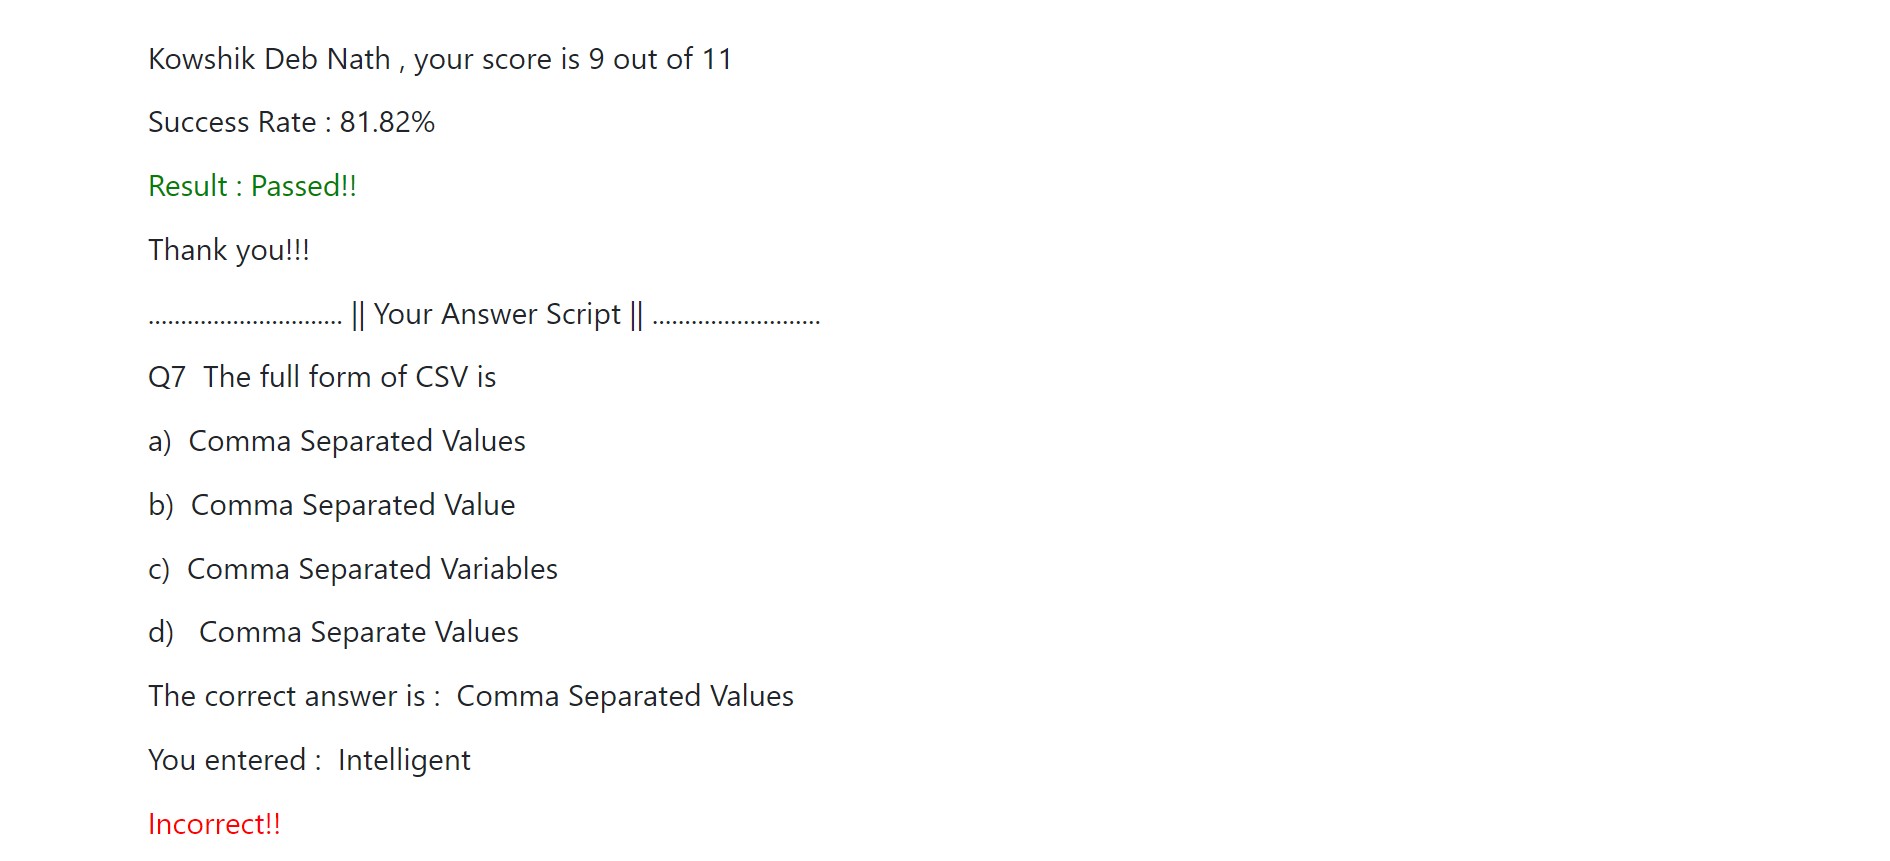 Kowshik Deb Nath , your score is 9 out of 11
Success Rate : 81.82%
Result : Passed!!
Thank you!!!
.............................. || Your Answer Script || ..........................
Q7  The full form of CSV is
a)  Comma Separated Values
b)  Comma Separated Value
c)  Comma Separated Variables
d)   Comma Separate Values
The correct answer is :  Comma Separated Values
You entered :  Intelligent
Incorrect!!